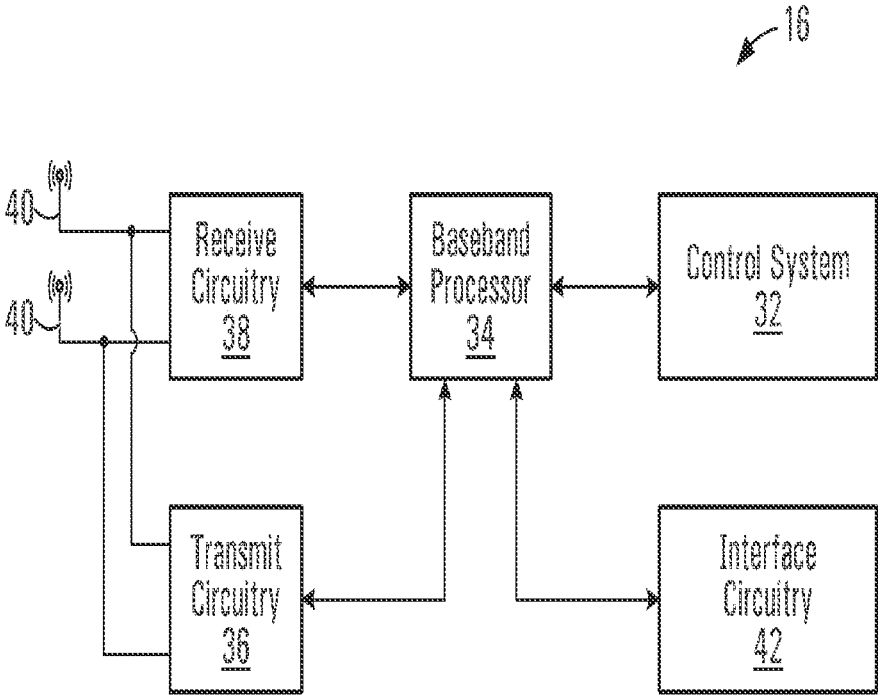 16
40
Receive
Circuitry
38
Baseband
Processor
34
Control System
32
40
Transmit
Circuitry
36
Interface
Circuitry
42